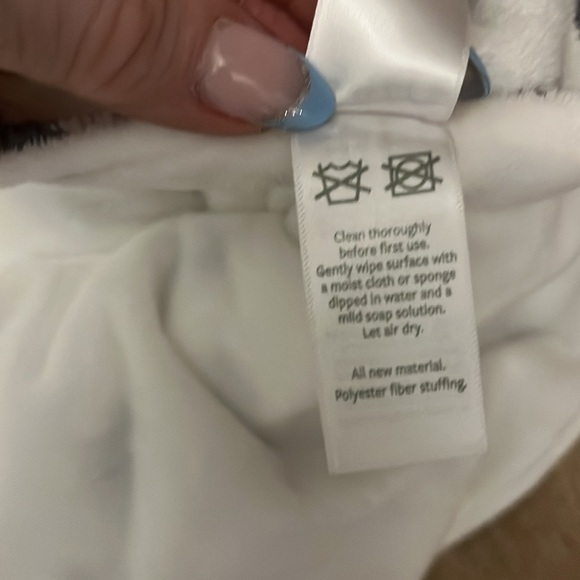 Clean thoroughly
before first use.
Gently wipe surface with
a moist cloth or sponge
dipped in water and a
mild soap solution.
Let air dry.
All new material.
Polyester fiber stuffing.